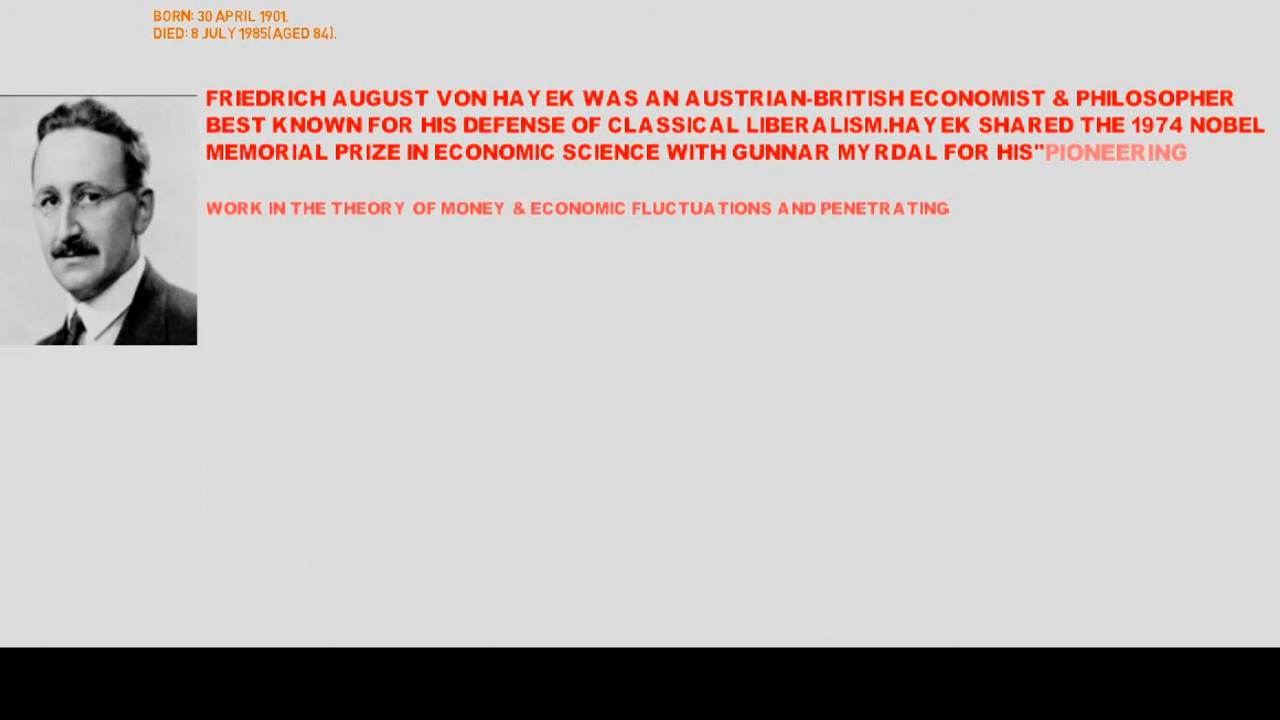 BORN: 30 APRIL 1901.
DIED: 8 JULY 1985(AGED 84).
FRIEDRICH AUGUST VON HAYEK WAS AN AUSTRIAN-BRITISH ECONOMIST & PHILOSOPHER
BEST KNOWN FOR HIS DEFENSE OF CLASSICAL LIBERALISM.HAYEK SHARED THE 1974 NOBEL
MEMORIAL PRIZE IN ECONOMIC SCIENCE WITH GUNNAR MYRDAL FOR HIS"PIONEERING
WORK IN THE THEORY OF MONEY & ECONOMIC FLUCTUATIONS AND PENETRATING